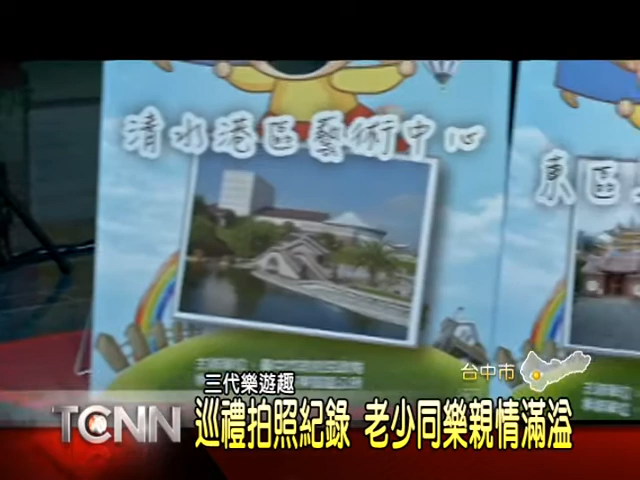 清水港區藝術中心
東區
台中市
三代樂遊趣
TCNN
巡禮拍照紀錄 老少同樂親情滿溢